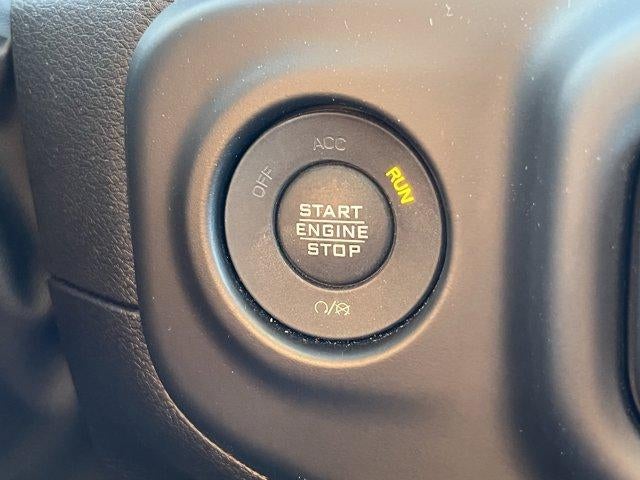 ACC
OFF
RUN
START
ENGINE
STOP